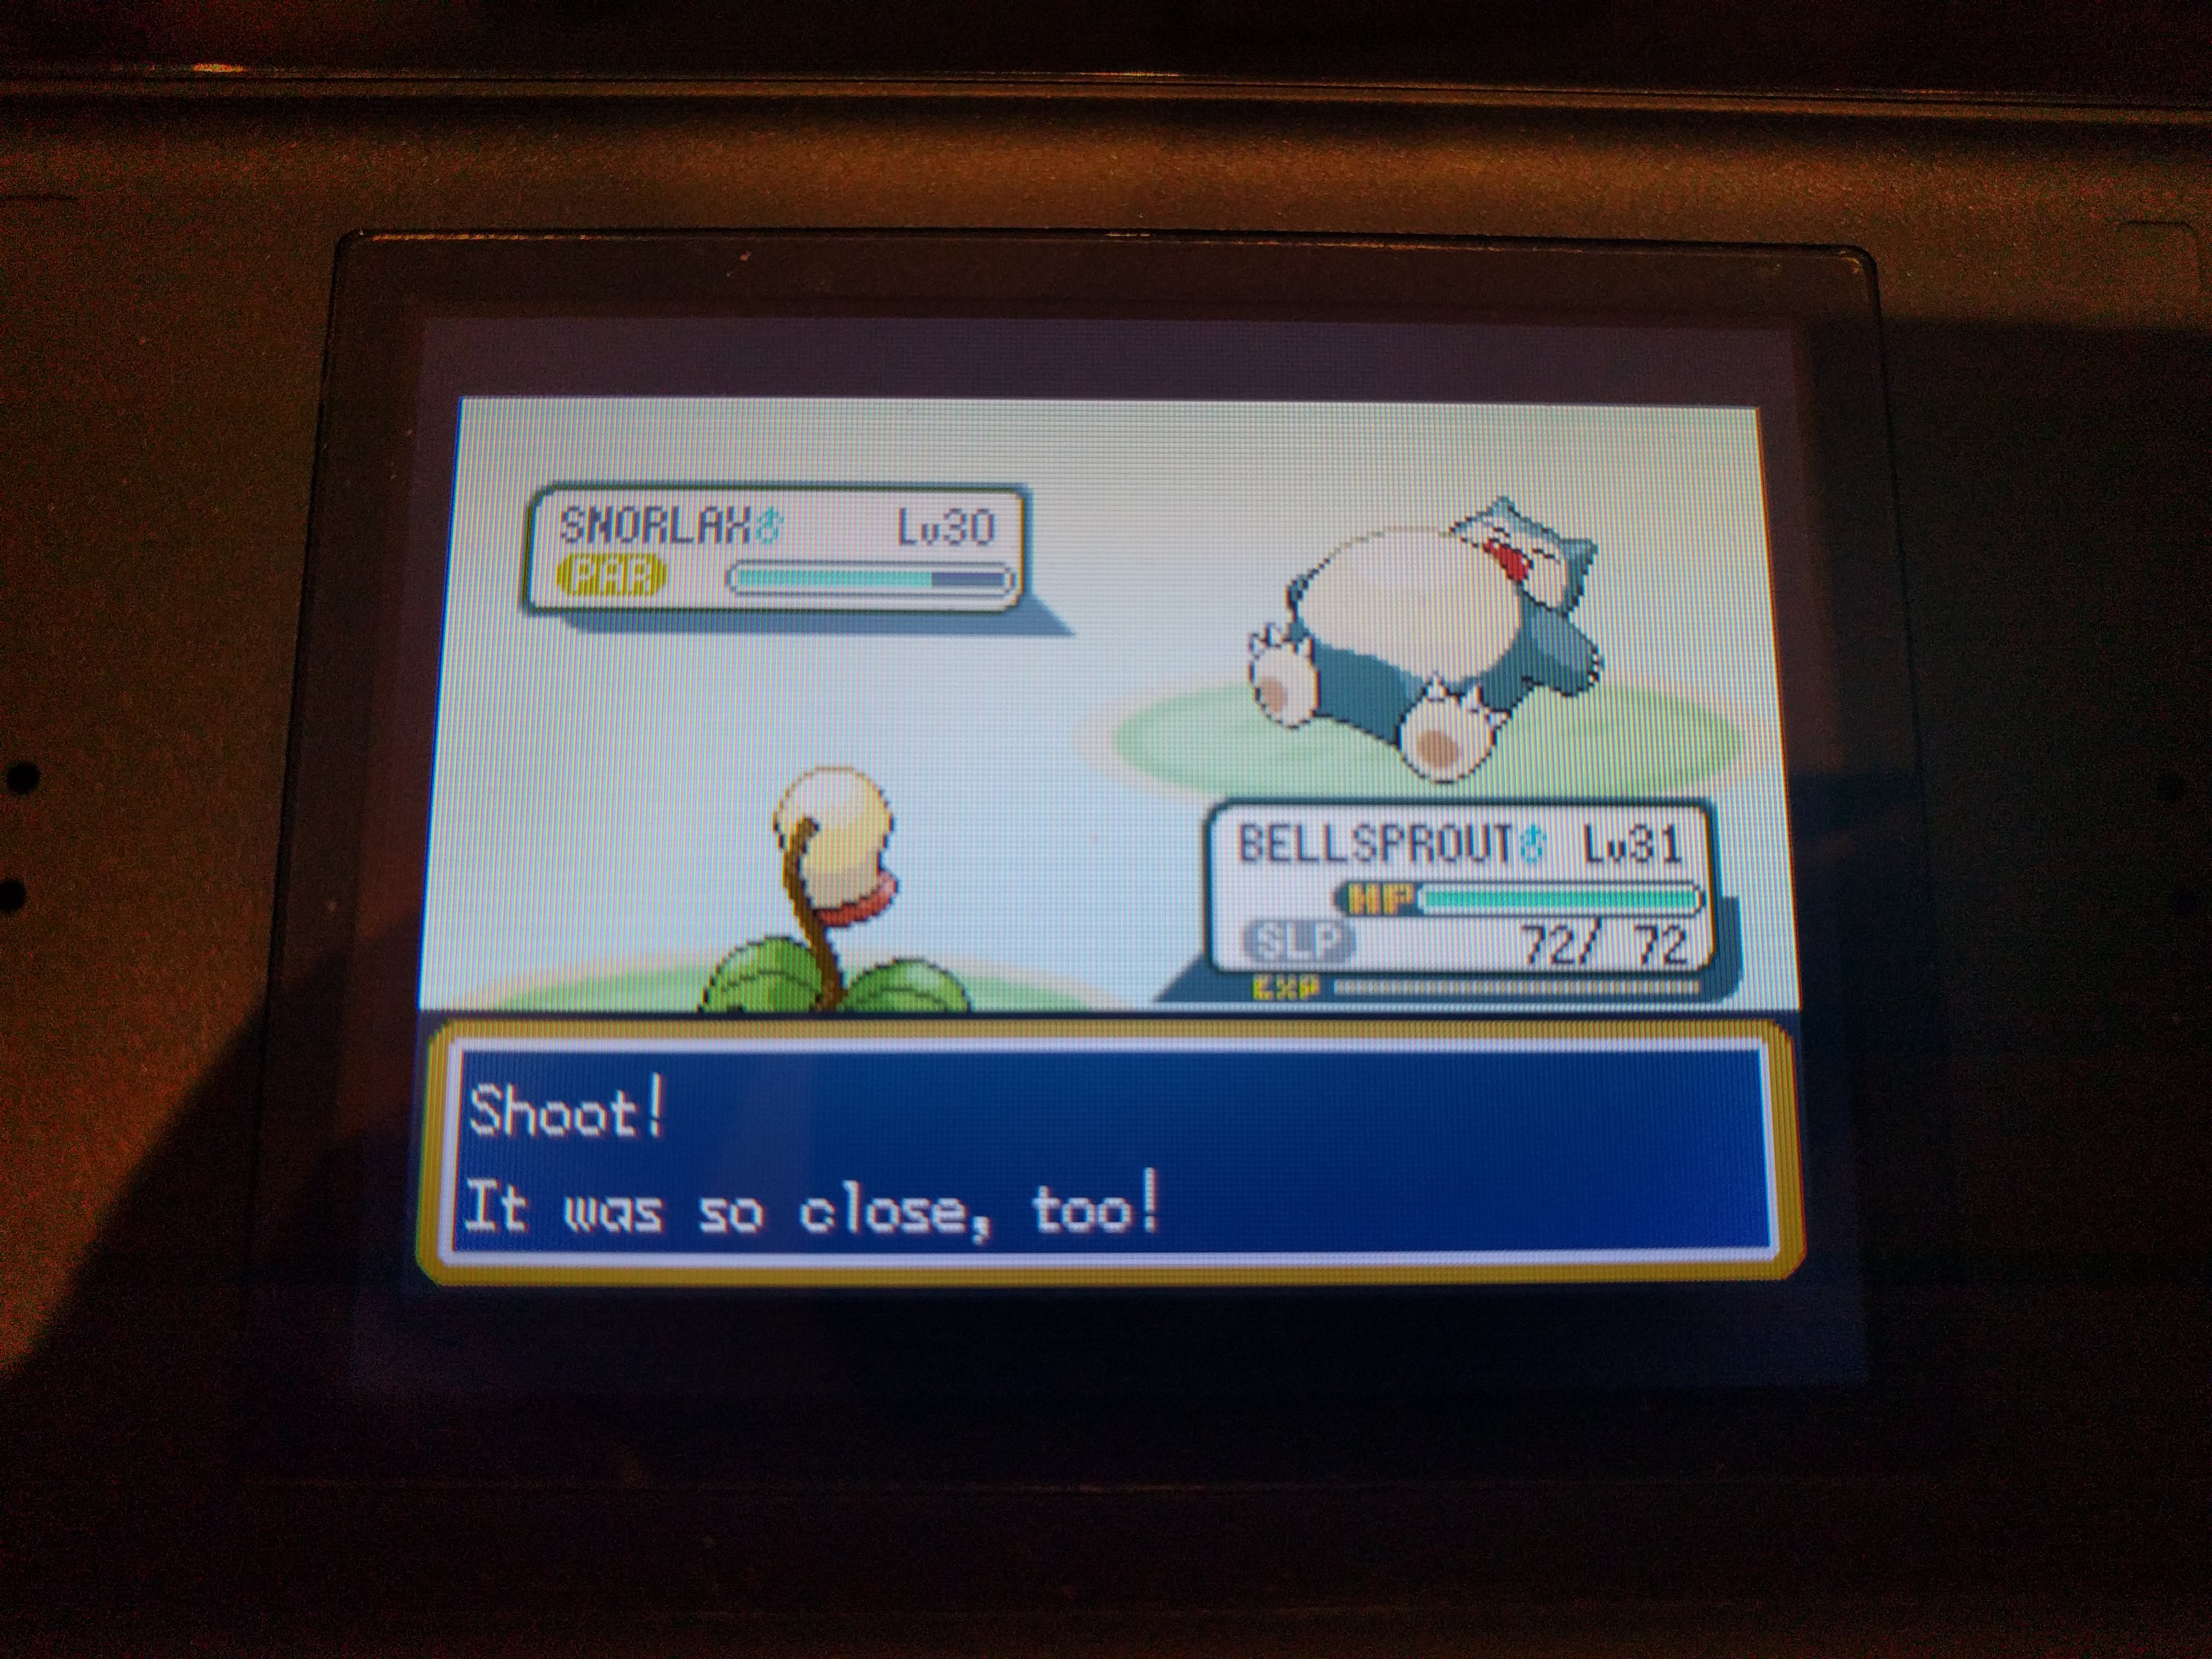 SNORLAX♂ Lv30
PAR
BELLSPROUT♂ Lv31
HP
SLP 72/ 72
EXP
Shoot!
It was so close, too!